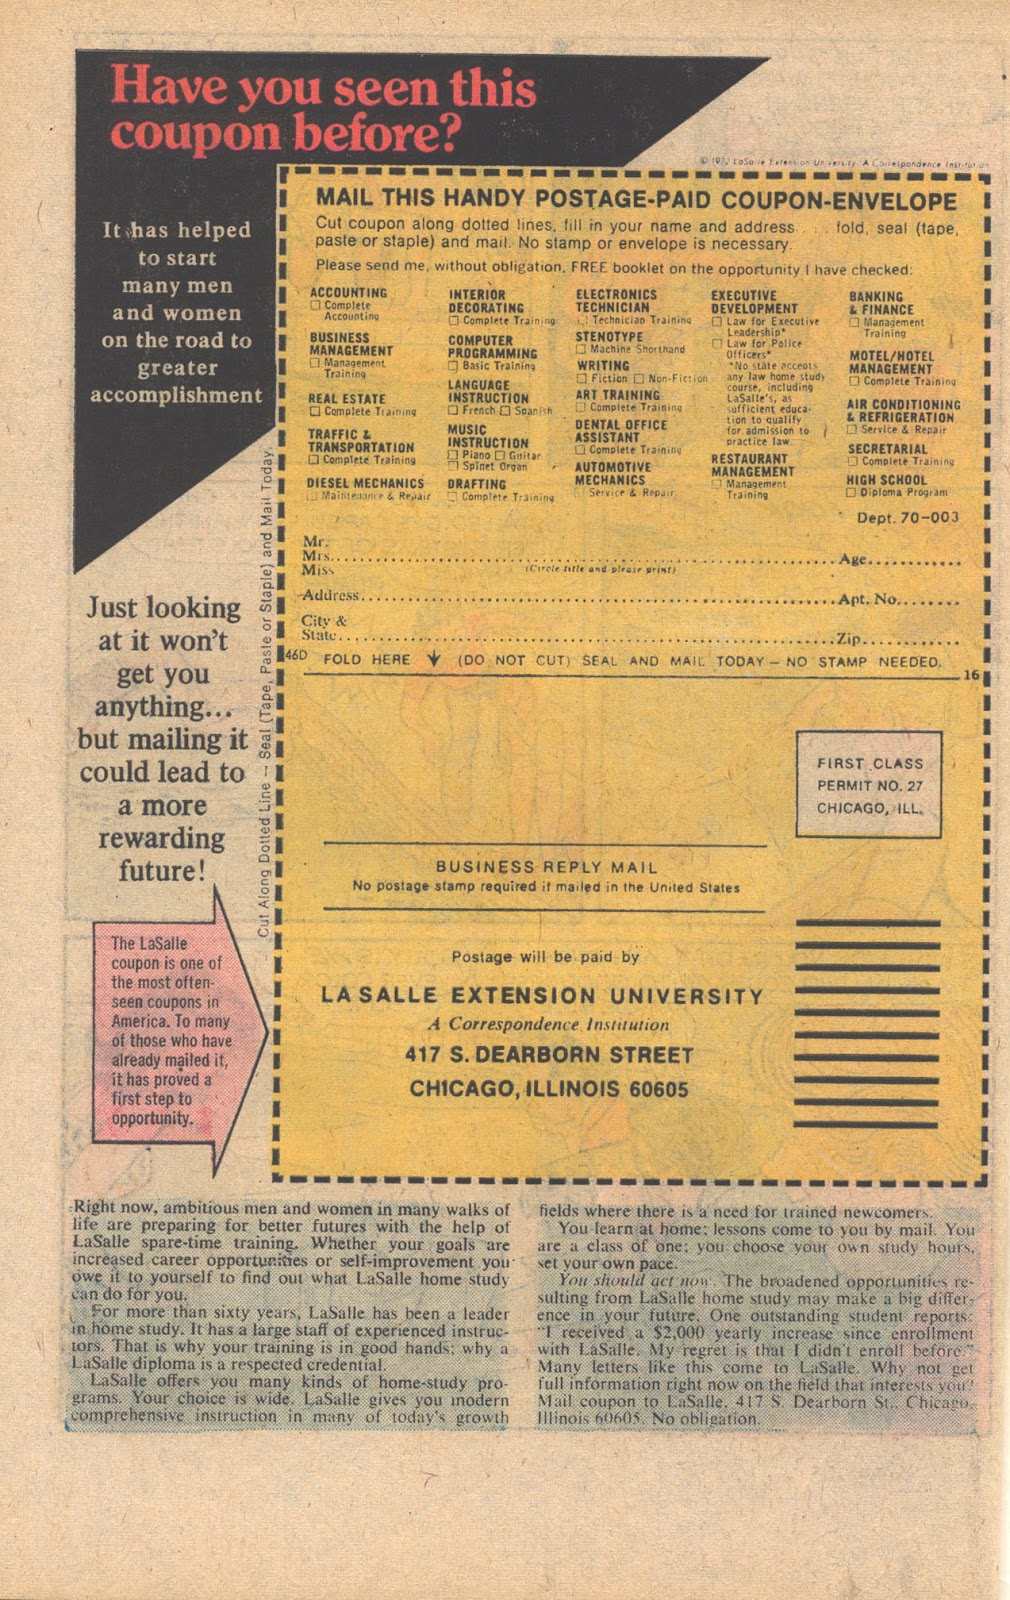 Have you seen this
coupon before?
It has helped
to start
many men
and women
on the road to
greater
accomplishment
Just looking
at it won't
get you
anything...
but mailing it
could lead to
a more
rewarding
future!
The LaSalle
coupon is one of
the most often-
seen coupons in
America. To many
of those who have
already mailed it,
it has proved a
first step to
opportunity.
Cut Along Dotted Line – Seal (Tape, Paste or Staple) and Mail Today.
LaSalle Extension University. A Correspondence Institution
MAIL THIS HANDY POSTAGE-PAID COUPON-ENVELOPE
Cut coupon along dotted lines, fill in your name and address.... fold, seal (tape,
paste or staple) and mail. No stamp or envelope is necessary.
Please send me, without obligation, FREE booklet on the opportunity I have checked:
ACCOUNTING
☐ Complete
Accounting
BUSINESS
MANAGEMENT
☐ Management
Training
REAL ESTATE
☐ Complete Training
TRAFFIC &
TRANSPORTATION
☐ Complete Training
DIESEL MECHANICS
☐ Maintenance & Repair
INTERIOR
DECORATING
☐ Complete Training
COMPUTER
PROGRAMMING
☐ Basic Training
LANGUAGE
INSTRUCTION
☐ French ☐ Spanish
MUSIC
INSTRUCTION
☐ Piano ☐ Guitar
☐ Spinet Organ
DRAFTING
☐ Complete Training
ELECTRONICS
TECHNICIAN
☐ Technician Training
STENOTYPE
☐ Machine Shorthand
WRITING
☐ Fiction ☐ Non-Fiction
ART TRAINING
☐ Complete Training
DENTAL OFFICE
ASSISTANT
☐ Complete Training
AUTOMOTIVE
MECHANICS
☐ Service & Repair
EXECUTIVE
DEVELOPMENT
☐ Law for Executive
Leadership*
☐ Law for Police
Officers*
*No state accepts
any law home study
course, including
LaSalle's, as
sufficient educa-
tion to qualify
for admission to
practice law.
RESTAURANT
MANAGEMENT
☐ Management
Training
BANKING
& FINANCE
☐ Management
Training
MOTEL/HOTEL
MANAGEMENT
☐ Complete Training
AIR CONDITIONING
& REFRIGERATION
☐ Service & Repair
SECRETARIAL
☐ Complete Training
HIGH SCHOOL
☐ Diploma Program
Dept. 70-003
Mr.
Mrs. Age
Miss (Circle title and please print)
Address Apt. No.
City &
State Zip
46D FOLD HERE ↓ (DO NOT CUT) SEAL AND MAIL TODAY – NO STAMP NEEDED.
16
FIRST CLASS
PERMIT NO. 27
CHICAGO, ILL.
BUSINESS REPLY MAIL
No postage stamp required if mailed in the United States
Postage will be paid by
LA SALLE EXTENSION UNIVERSITY
A Correspondence Institution
417 S. DEARBORN STREET
CHICAGO, ILLINOIS 60605
Right now, ambitious men and women in many walks of
life are preparing for better futures with the help of
LaSalle spare-time training. Whether your goals are
increased career opportunities or self-improvement you
owe it to yourself to find out what LaSalle home study
can do for you.
For more than sixty years, LaSalle has been a leader
in home study. It has a large staff of experienced instruc-
tors. That is why your training is in good hands; why a
LaSalle diploma is a respected credential.
LaSalle offers you many kinds of home-study pro-
grams. Your choice is wide. LaSalle gives you modern
comprehensive instruction in many of today's growth
fields where there is a need for trained newcomers.
You learn at home; lessons come to you by mail. You
are a class of one; you choose your own study hours,
set your own pace.
You should act now. The broadened opportunities re-
sulting from LaSalle home study may make a big differ-
ence in your future. One outstanding student reports:
"I received a $2,000 yearly increase since enrollment
with LaSalle. My regret is that I didn't enroll before."
Many letters like this come to LaSalle. Why not get
full information right now on the field that interests you?
Mail coupon to LaSalle, 417 S. Dearborn St., Chicago,
Illinois 60605. No obligation.